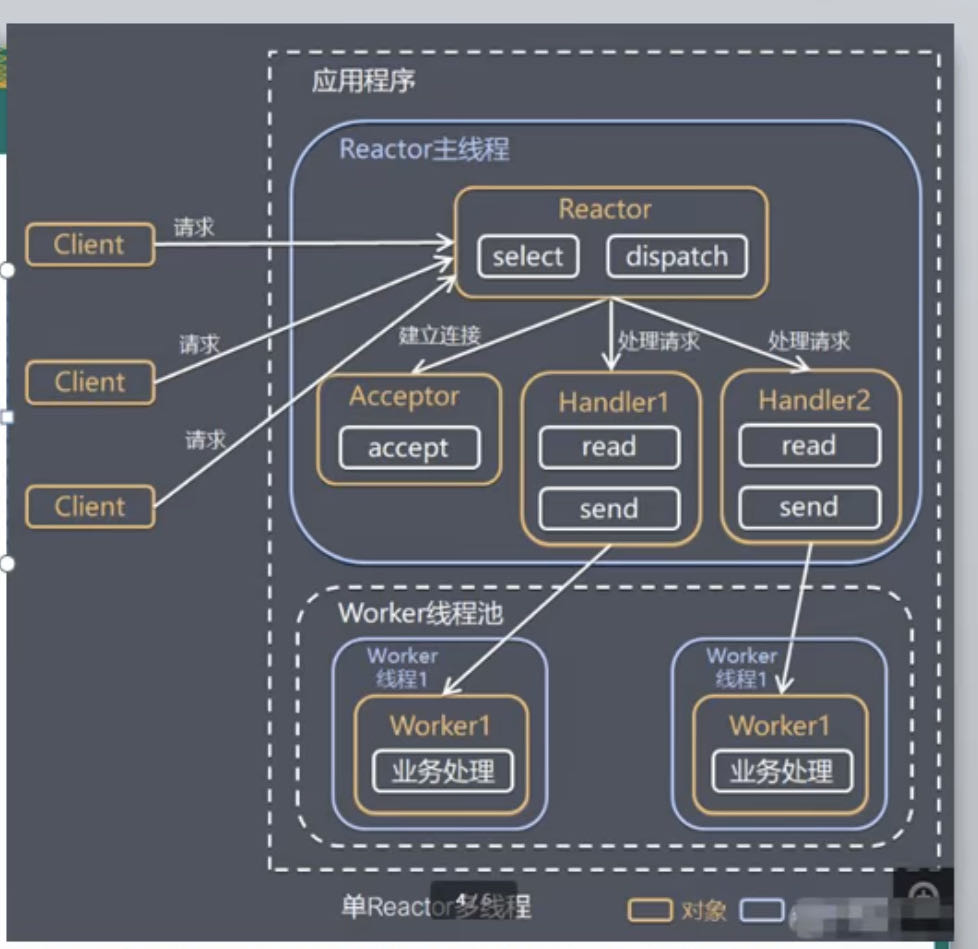 应用程序
Reactor主线程
Reactor
select
dispatch
Client
请求
Client
请求
Client
请求
建立连接
处理请求
处理请求
Acceptor
accept
Handler1
read
send
Handler2
read
send
Worker线程池
Worker
线程1
Worker1
业务处理
Worker
线程1
Worker1
业务处理
单Reactor多线程
4/6
对象